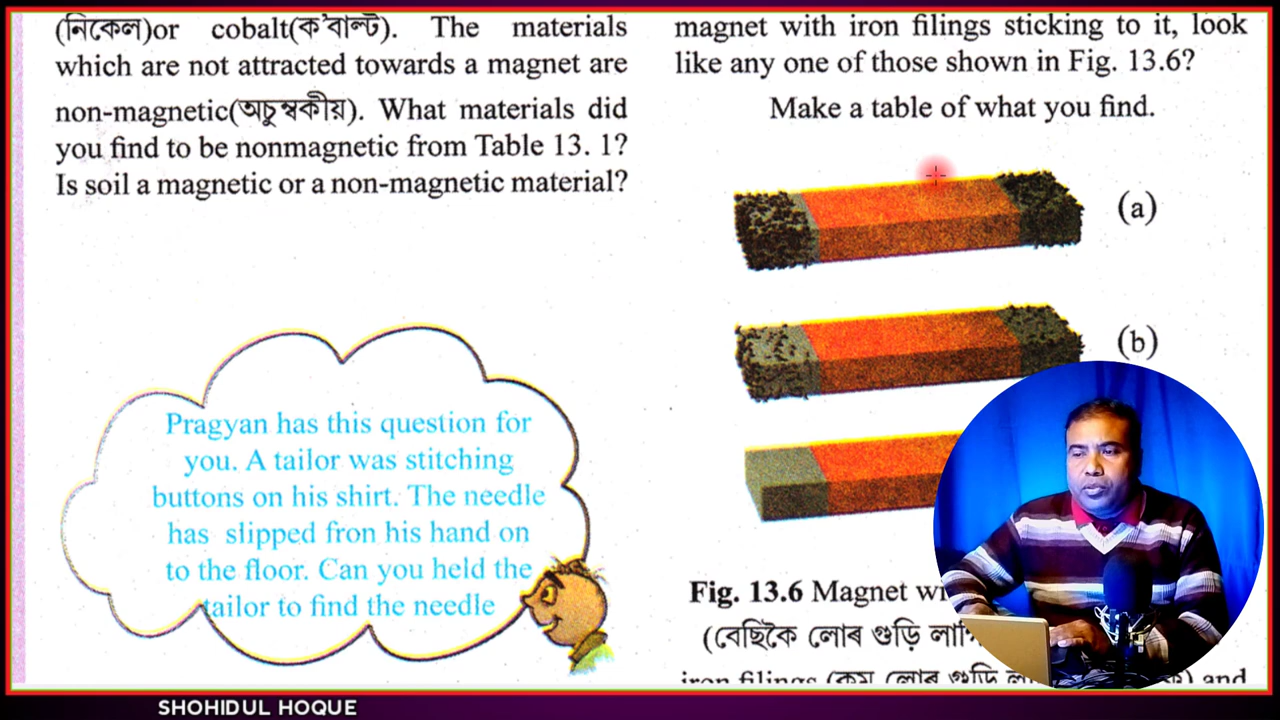 (নিকেল)or cobalt(ক'বাল্ট). The materials
which are not attracted towards a magnet are
non-magnetic(অচুম্বকীয়). What materials did
you find to be nonmagnetic from Table 13. 1?
Is soil a magnetic or a non-magnetic material?
Pragyan has this question for
you. A tailor was stitching
buttons on his shirt. The needle
has slipped fron his hand on
to the floor. Can you held the
tailor to find the needle
magnet with iron filings sticking to it, look
like any one of those shown in Fig. 13.6?
Make a table of what you find.
(a)
(b)
Fig. 13.6 Magnet
(বেছিকৈ লোৰ গুড়ি
iron filings (কম লোৰ গুড়ি and
SHOHIDUL HOQUE